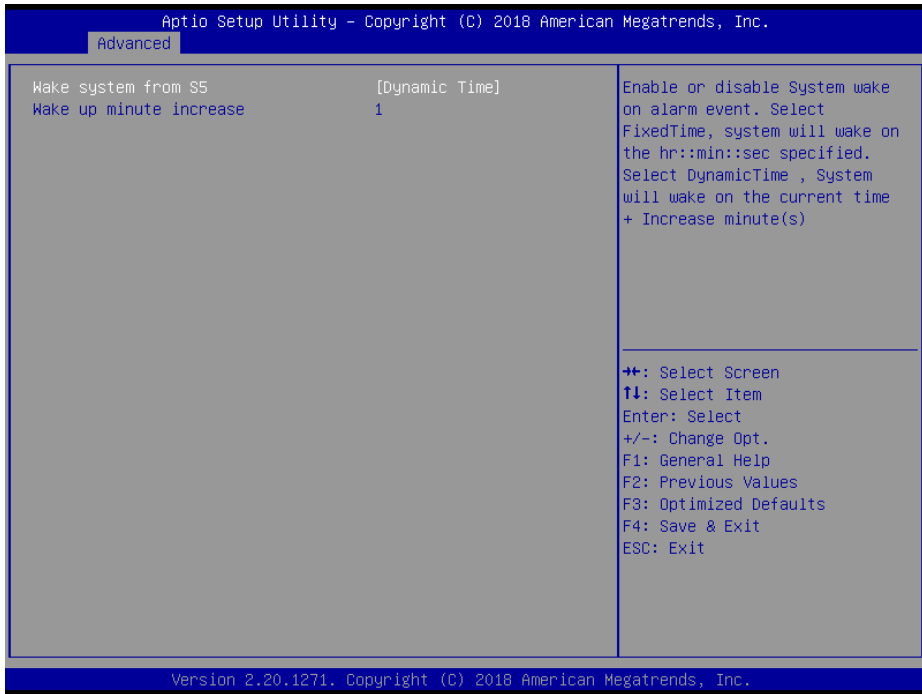 Aptio Setup Utility – Copyright (C) 2018 American Megatrends, Inc.
Advanced
Wake system from S5 [Dynamic Time]
Wake up minute increase 1
Enable or disable System wake
on alarm event. Select
FixedTime, system will wake on
the hr::min::sec specified.
Select DynamicTime , System
will wake on the current time
+ Increase minute(s)
→←: Select Screen
↑↓: Select Item
Enter: Select
+/-: Change Opt.
F1: General Help
F2: Previous Values
F3: Optimized Defaults
F4: Save & Exit
ESC: Exit
Version 2.20.1271. Copyright (C) 2018 American Megatrends, Inc.